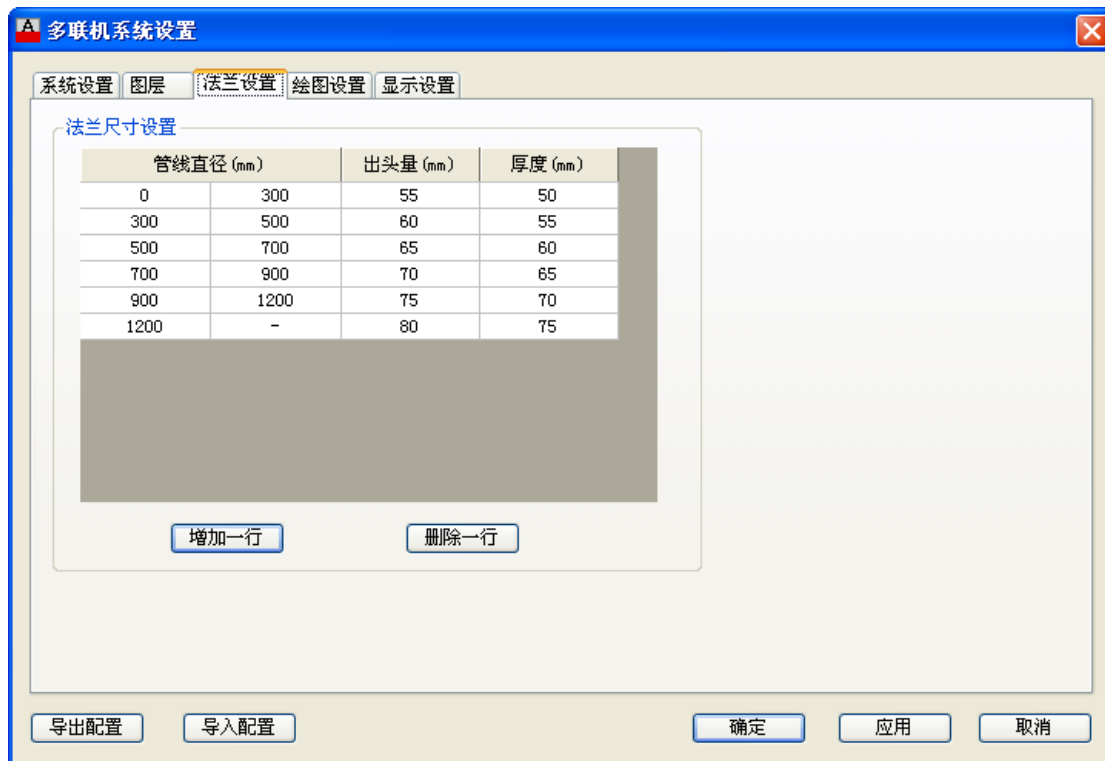 多联机系统设置
系统设置 图层 法兰设置 绘图设置 显示设置
法兰尺寸设置
管线直径(mm) 出头量(mm) 厚度(mm)
0 300 55 50
300 500 60 55
500 700 65 60
700 900 70 65
900 1200 75 70
1200 - 80 75
增加一行 删除一行
导出配置 导入配置 确定 应用 取消